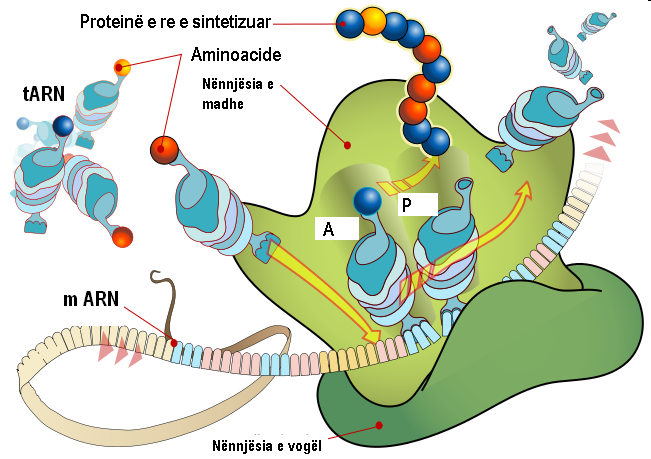 Proteinë e re e sintetizuar
Aminoacide
Nënnjësia e
madhe
tARN
A
P
m ARN
Nënnjësia e vogël